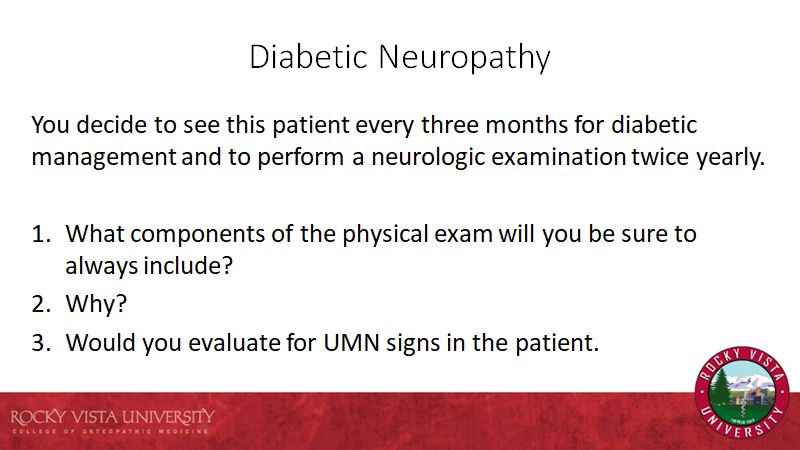 Diabetic Neuropathy
You decide to see this patient every three months for diabetic
management and to perform a neurologic examination twice yearly.
1. What components of the physical exam will you be sure to
always include?
2. Why?
3. Would you evaluate for UMN signs in the patient.
ROCKY VISTA UNIVERSITY
COLLEGE OF OSTEOPATHIC MEDICINE
ROCKY VISTA
UNIVERSITY